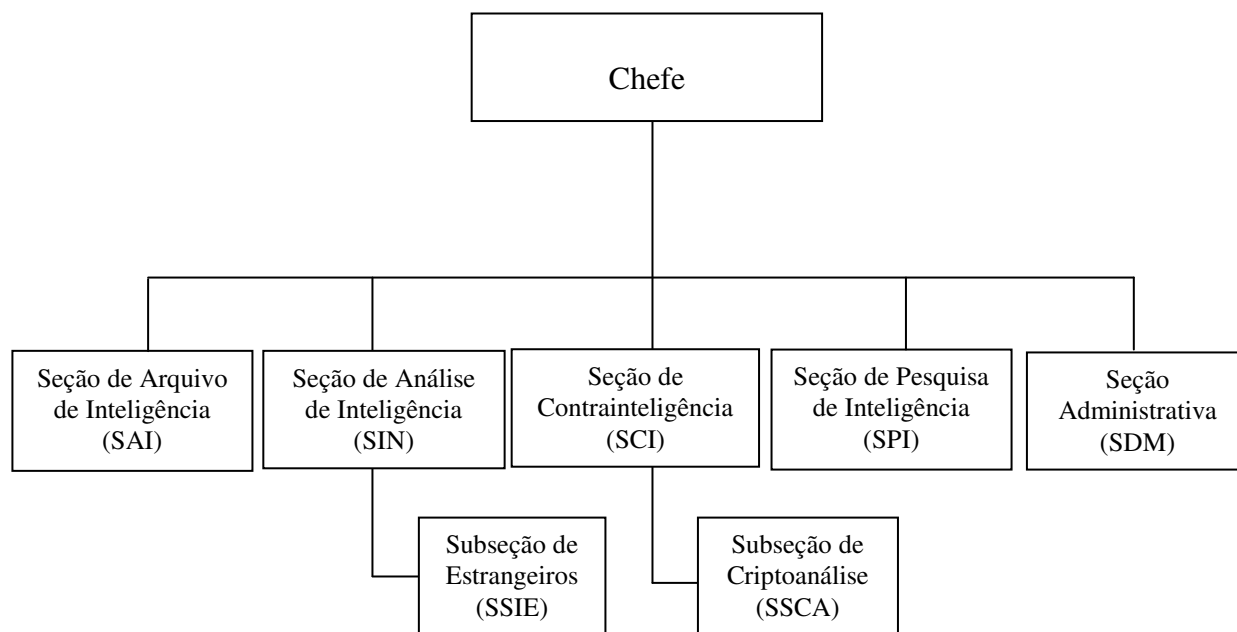 Chefe
Seção de Arquivo
de Inteligência
(SAI)
Seção de Análise
de Inteligência
(SIN)
Seção de
Contrainteligência
(SCI)
Seção de Pesquisa
de Inteligência
(SPI)
Seção
Administrativa
(SDM)
Subseção de
Estrangeiros
(SSIE)
Subseção de
Criptoanálise
(SSCA)